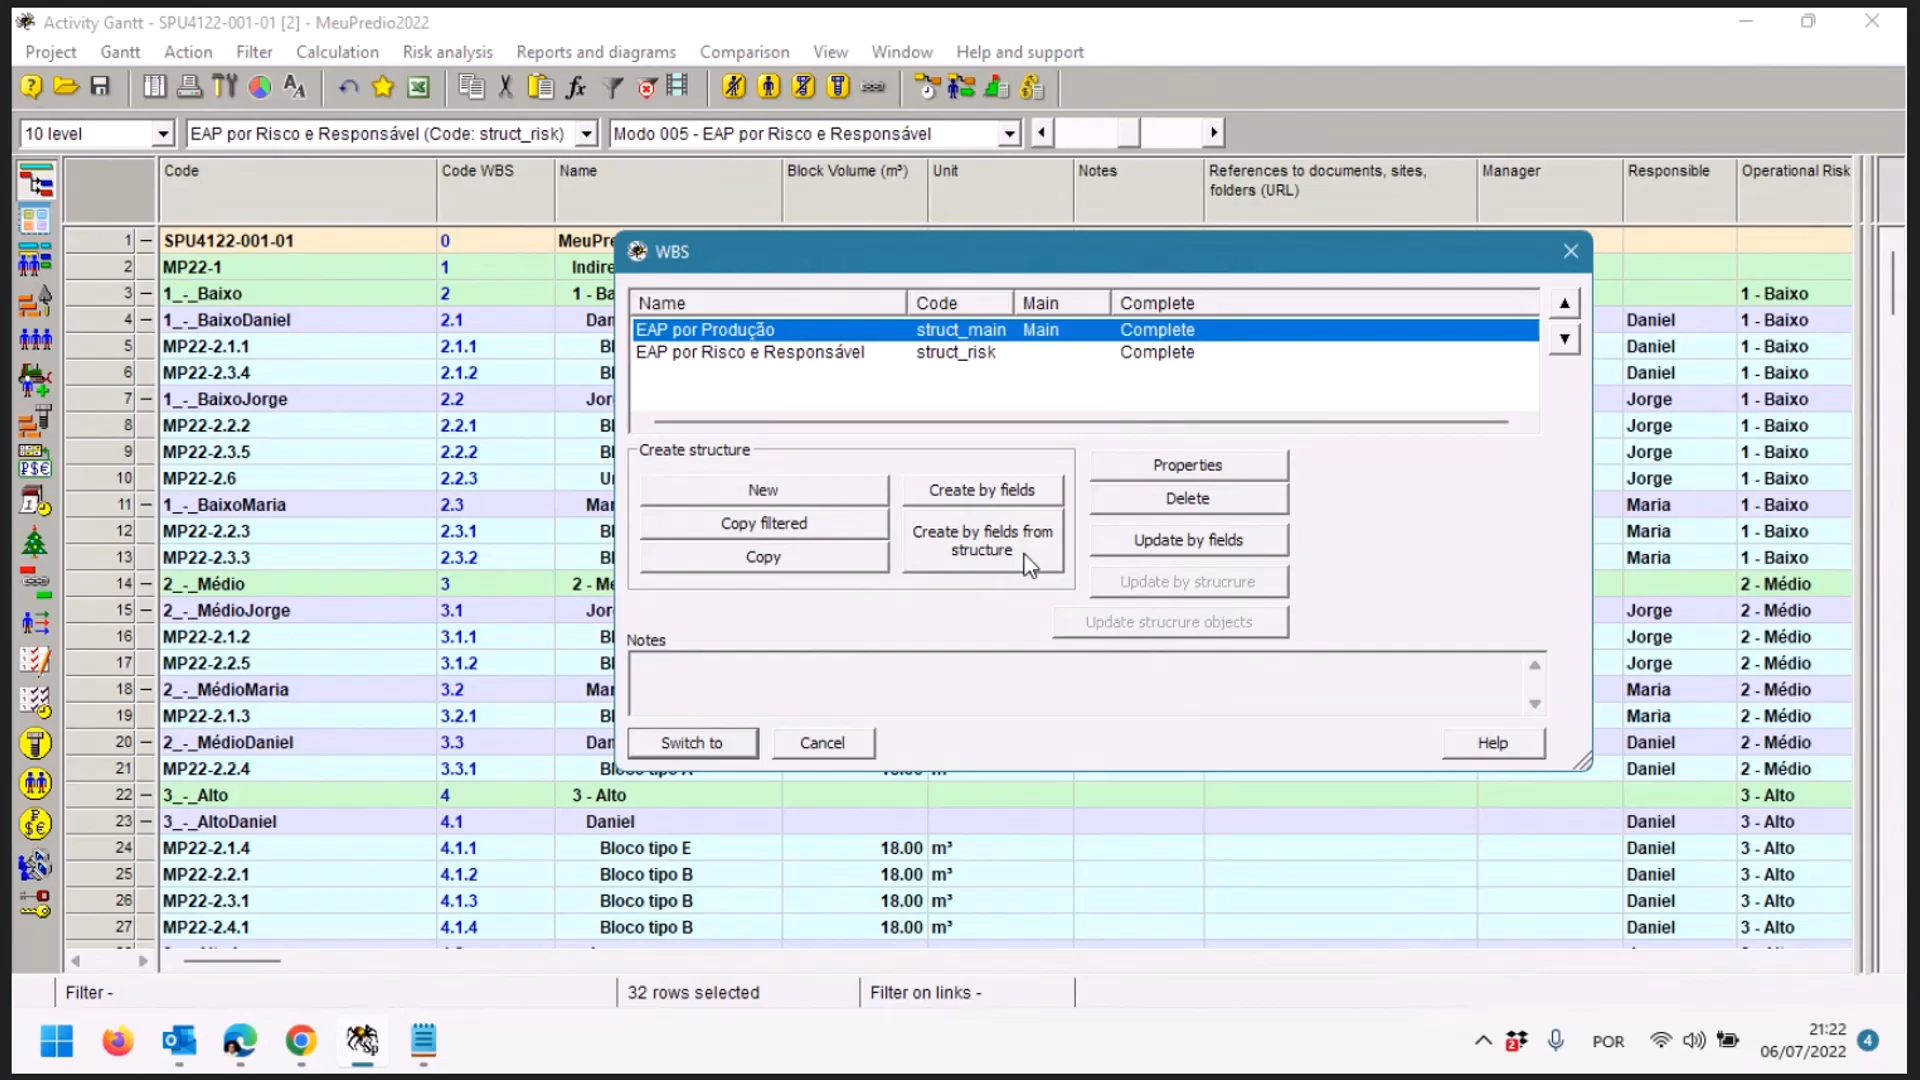 Activity Gantt - SPU4122-001-01 [2] - MeuPredio2022
Project Gantt Action Filter Calculation Risk analysis Reports and diagrams Comparison View Window Help and support
10 level EAP por Risco e Responsável (Code: struct_risk) Modo 005 - EAP por Risco e Responsável
Code Code WBS Name Block Volume (m³) Unit Notes References to documents, sites, folders (URL) Manager Responsible Operational Risk
1 SPU4122-001-01 0 MeuPre
2 MP22-1 1 Indire
3 1_-_Baixo 2 1 - Ba 1 - Baixo
4 1_-_BaixoDaniel 2.1 Dan Daniel 1 - Baixo
5 MP22-2.1.1 2.1.1 Bl Daniel 1 - Baixo
6 MP22-2.3.4 2.1.2 Bl Daniel 1 - Baixo
7 1_-_BaixoJorge 2.2 Jor Jorge 1 - Baixo
8 MP22-2.2.2 2.2.1 Bl Jorge 1 - Baixo
9 MP22-2.3.5 2.2.2 Bl Jorge 1 - Baixo
10 MP22-2.6 2.2.3 Jorge 1 - Baixo
11 1_-_BaixoMaria 2.3 Mar Maria 1 - Baixo
12 MP22-2.2.3 2.3.1 Bl Maria 1 - Baixo
13 MP22-2.3.3 2.3.2 Bl Maria 1 - Baixo
14 2_-_Médio 3 2 - Mé 2 - Médio
15 2_-_MédioJorge 3.1 Jor Jorge 2 - Médio
16 MP22-2.1.2 3.1.1 Bl Jorge 2 - Médio
17 MP22-2.2.5 3.1.2 Bl Jorge 2 - Médio
18 2_-_MédioMaria 3.2 Mar Maria 2 - Médio
19 MP22-2.1.3 3.2.1 Bl Maria 2 - Médio
20 2_-_MédioDaniel 3.3 Dan Daniel 2 - Médio
21 MP22-2.2.4 3.3.1 Daniel 2 - Médio
22 3_-_Alto 4 3 - Alto 3 - Alto
23 3_-_AltoDaniel 4.1 Daniel Daniel 3 - Alto
24 MP22-2.1.4 4.1.1 Bloco tipo E 18.00 m³ Daniel 3 - Alto
25 MP22-2.2.1 4.1.2 Bloco tipo B 18.00 m³ Daniel 3 - Alto
26 MP22-2.3.1 4.1.3 Bloco tipo B 18.00 m³ Daniel 3 - Alto
27 MP22-2.4.1 4.1.4 Bloco tipo B 18.00 m³ Daniel 3 - Alto
WBS
Name Code Main Complete
EAP por Produção struct_main Main Complete
EAP por Risco e Responsável struct_risk Complete
Create structure
New
Copy filtered
Copy
Create by fields
Create by fields from
structure
Properties
Delete
Update by fields
Update by strucrure
Update strucrure objects
Notes
Switch to Cancel Help
Filter - 32 rows selected Filter on links -
Sp
2
POR
21:22
06/07/2022
4